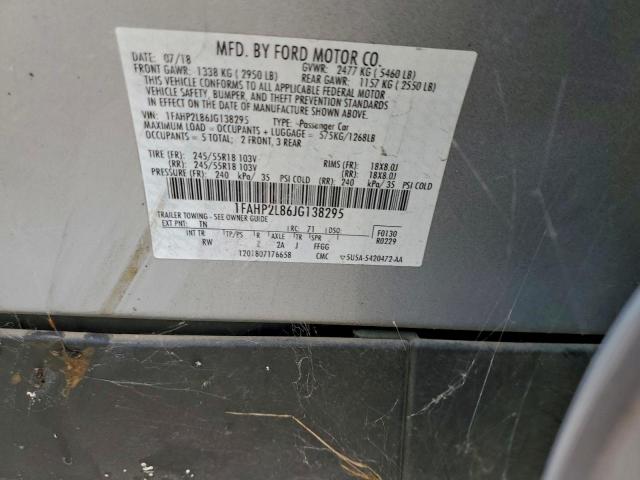 MFD. BY FORD MOTOR CO.
DATE: 07/18 GVWR: 2477 KG ( 5460 LB)
FRONT GAWR: 1338 KG ( 2950 LB) REAR GAWR: 1157 KG ( 2550 LB)
THIS VEHICLE CONFORMS TO ALL APPLICABLE FEDERAL MOTOR
VEHICLE SAFETY, BUMPER, AND THEFT PREVENTION STANDARDS
IN EFFECT ON THE DATE OF MANUFACTURE SHOWN ABOVE.
VIN: 1FAHP2L86JG138295 TYPE: Passenger Car
MAXIMUM LOAD = OCCUPANTS + LUGGAGE = 575KG/1268LB
OCCUPANTS = 5 TOTAL; 2 FRONT, 3 REAR
TIRE (FR): 245/55R18 103V RIMS (FR): 18X8.0J
(RR): 245/55R18 103V (RR): 18X8.0J
PRESSURE (FR): 240 kPa/ 35 PSI COLD (RR) 240 kPa/ 35 PSI COLD
1FAHP2L86JG138295
TRAILER TOWING - SEE OWNER GUIDE
EXT PNT: TN RC: 71 DSO: F0130
INT TR TP/PS R AXLE TR SPR R0229
RW 2 2A J FFGG
1201807176658 CMC ▽5U5A-5420472-AA